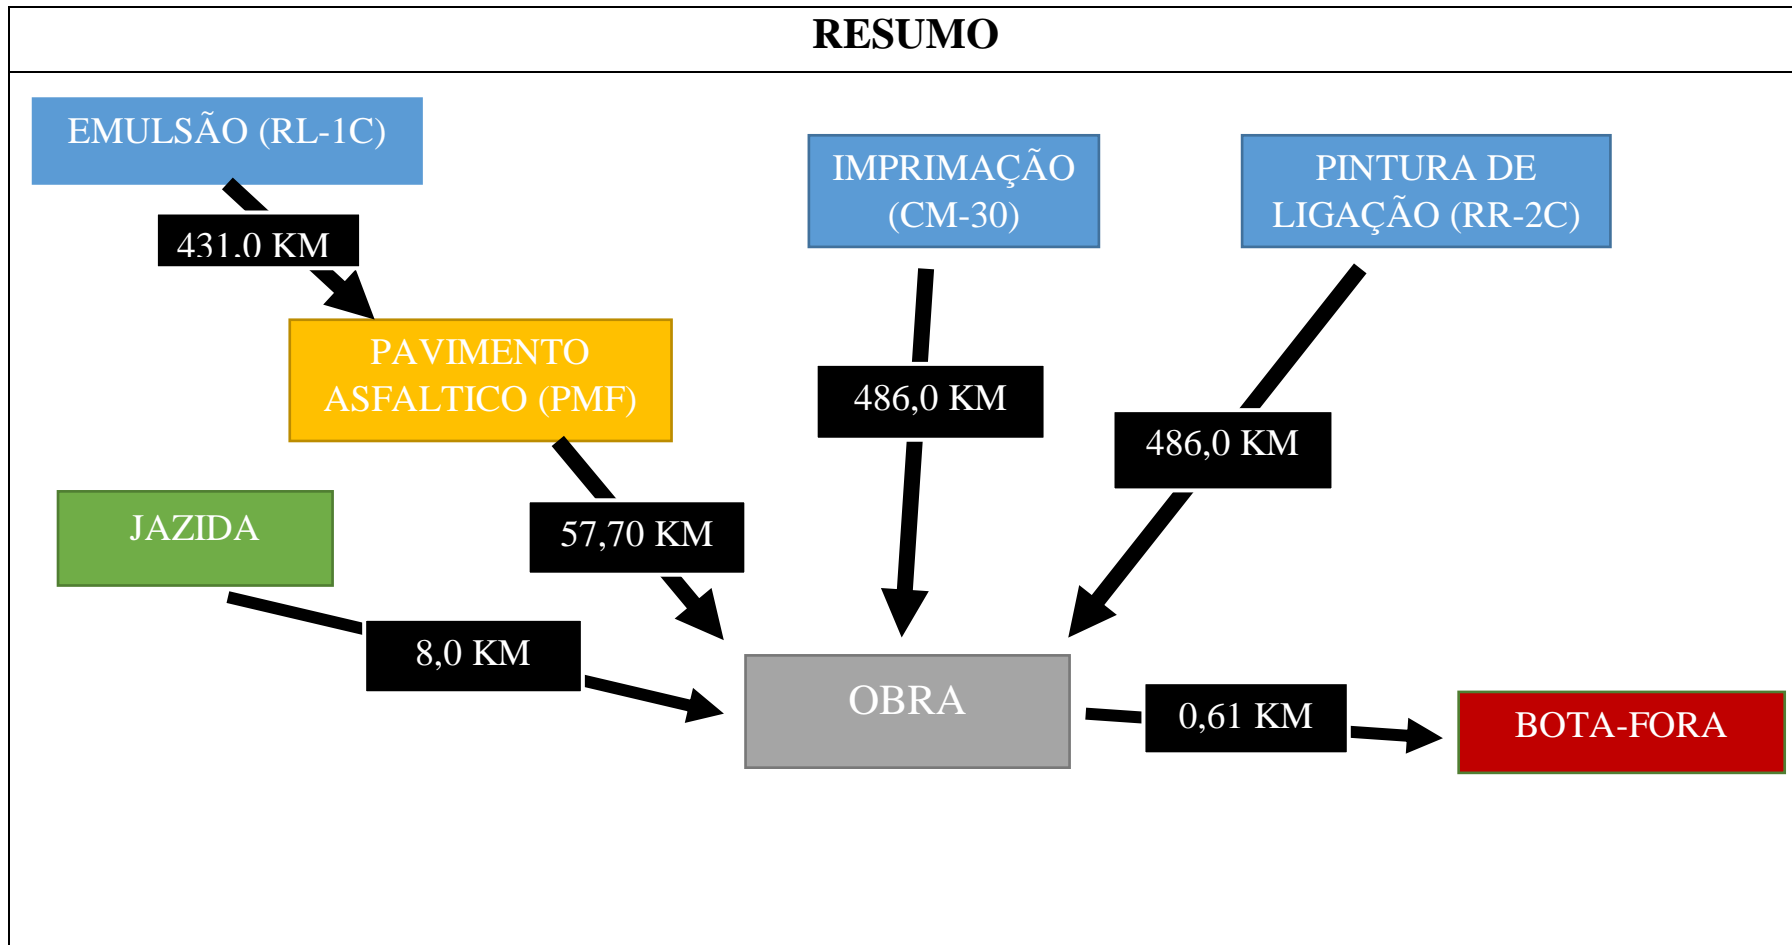 RESUMO
EMULSÃO (RL-1C)
431,0 KM
IMPRIMAÇÃO
(CM-30)
PINTURA DE
LIGAÇÃO (RR-2C)
PAVIMENTO
ASFALTICO (PMF)
486,0 KM
486,0 KM
JAZIDA
57,70 KM
8,0 KM
OBRA
0,61 KM
BOTA-FORA